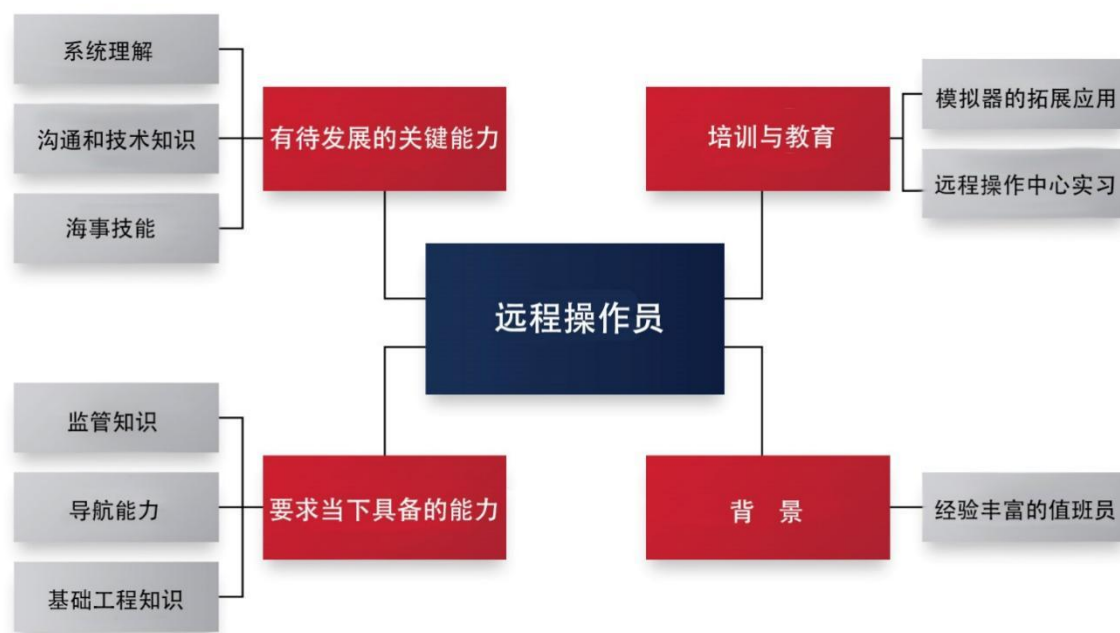 系统理解
沟通和技术知识
海事技能
有待发展的关键能力
培训与教育
模拟器的拓展应用
远程操作中心实习
远程操作员
监管知识
导航能力
基础工程知识
要求当下具备的能力
背 景
经验丰富的值班员